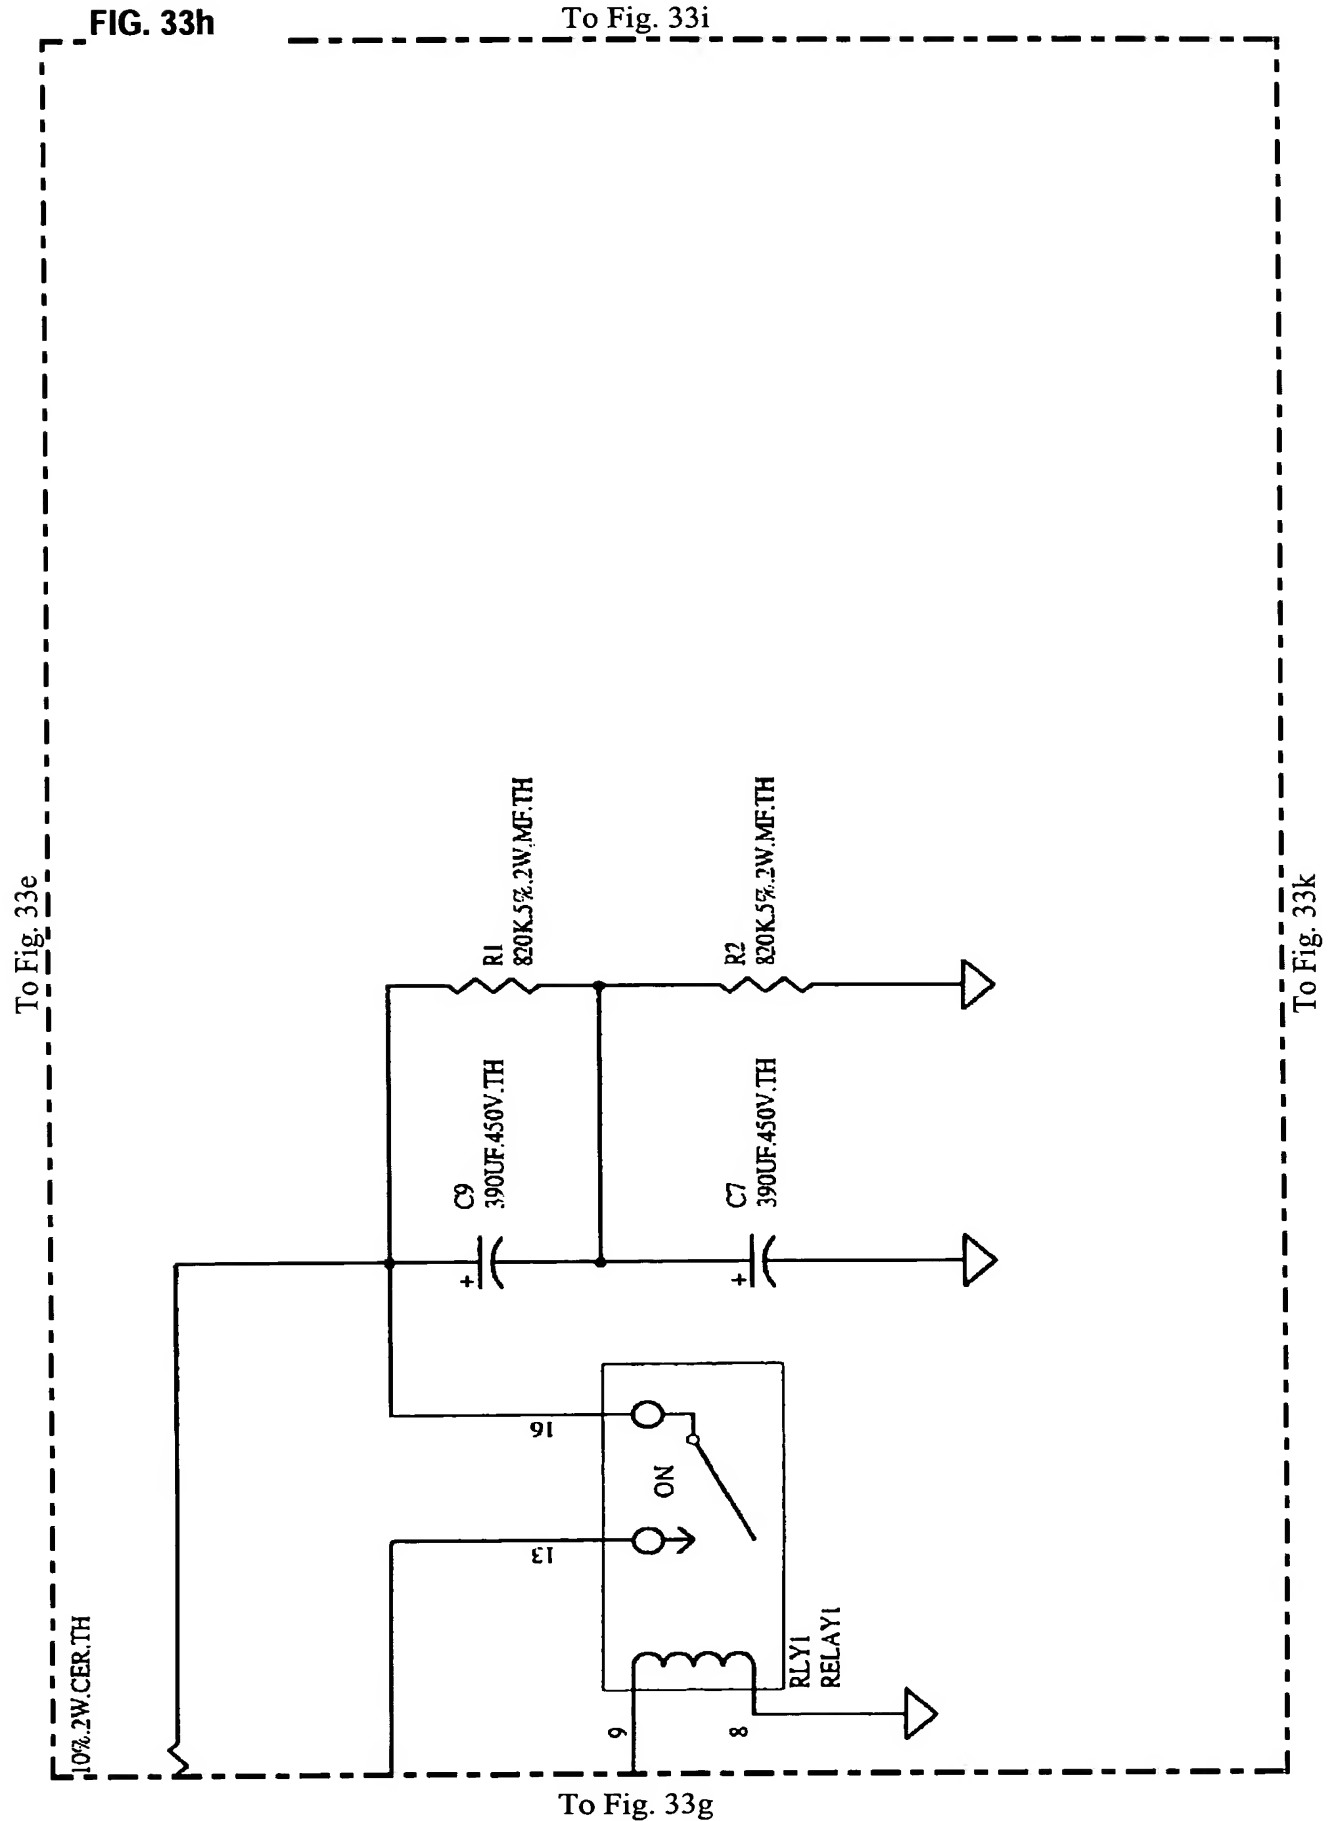 FIG. 33h
To Fig. 33i
To Fig. 33e
To Fig. 33k
R1
820K.5%.2W.MF.TH
R2
820K.5%.2W.MF.TH
C9
390UF.450V.TH
C7
390UF.450V.TH
+
+
16
ON
13
10%.2W.CER.TH
RLY1
RELAY1
9
8
To Fig. 33g